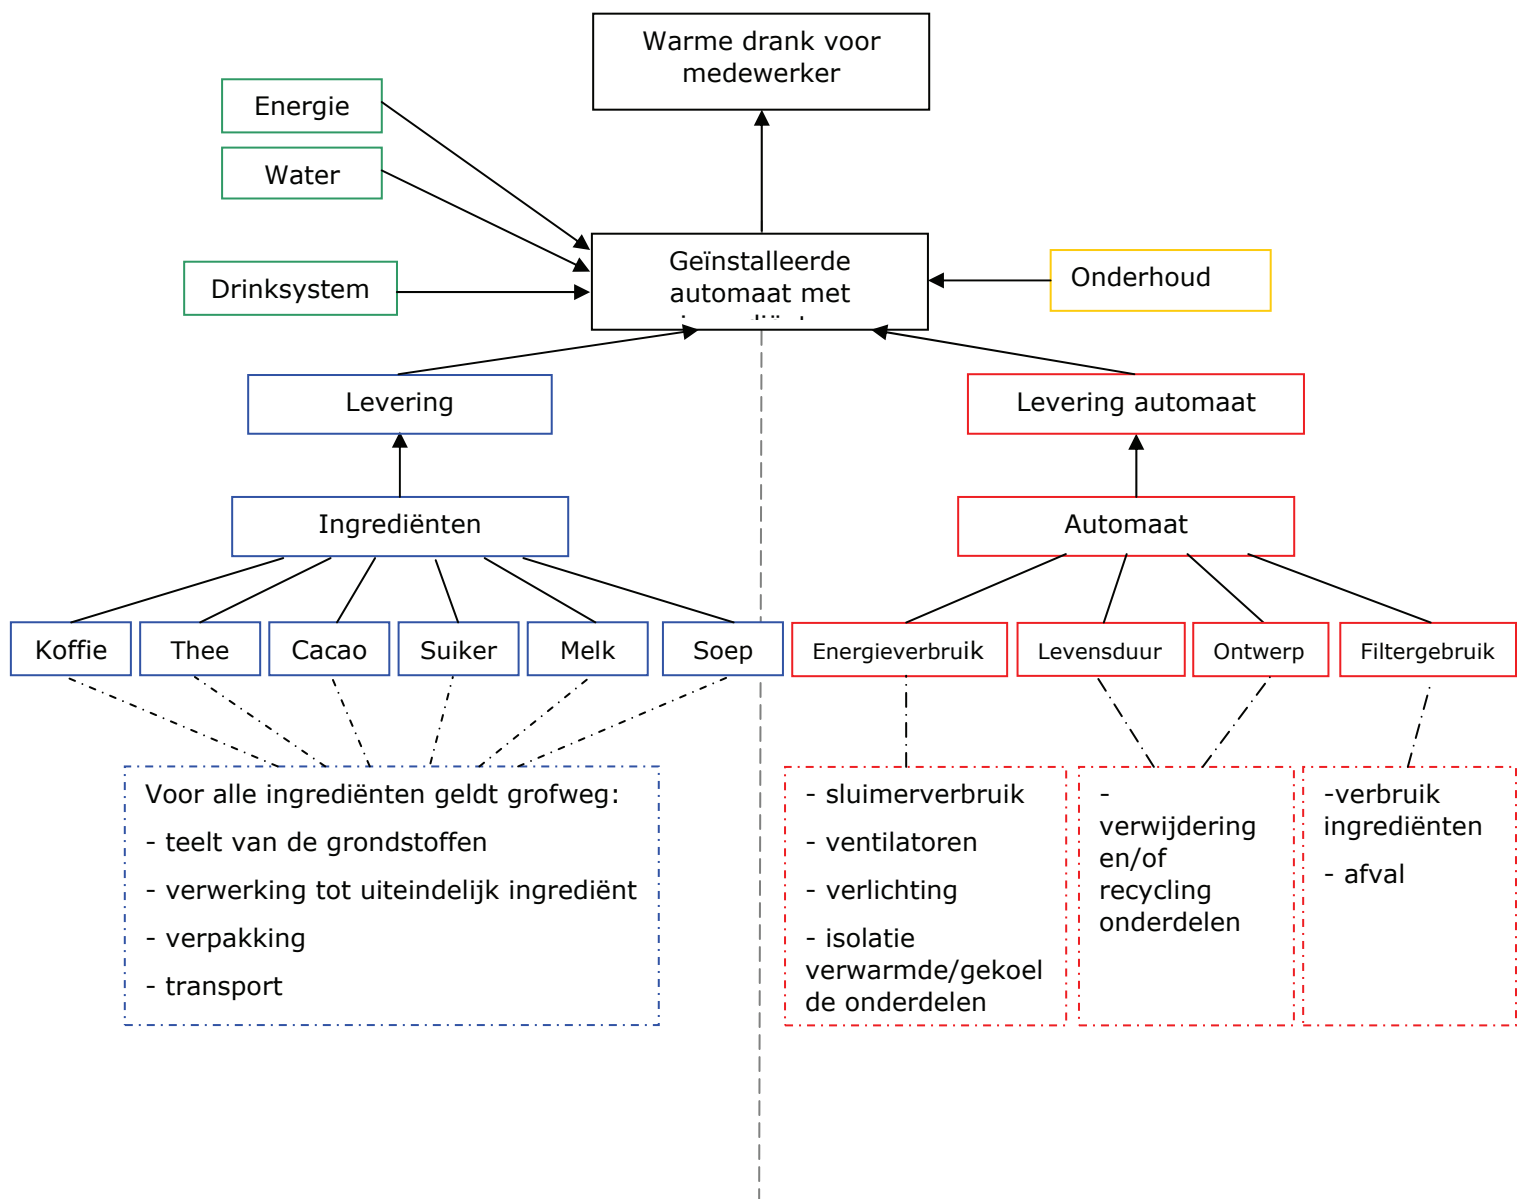 Warme drank voor
medewerker
Energie
Water
Drinksystem
Geïnstalleerde
automaat met
Onderhoud
Levering
Levering automaat
Ingrediënten
Automaat
Koffie
Thee
Cacao
Suiker
Melk
Soep
Energieverbruik
Levensduur
Ontwerp
Filtergebruik
Voor alle ingrediënten geldt grofweg:
- teelt van de grondstoffen
- verwerking tot uiteindelijk ingrediënt
- verpakking
- transport
- sluimerverbruik
- ventilatoren
- verlichting
- isolatie
verwarmde/gekoel
de onderdelen
-
verwijdering
en/of
recycling
onderdelen
-verbruik
ingrediënten
- afval